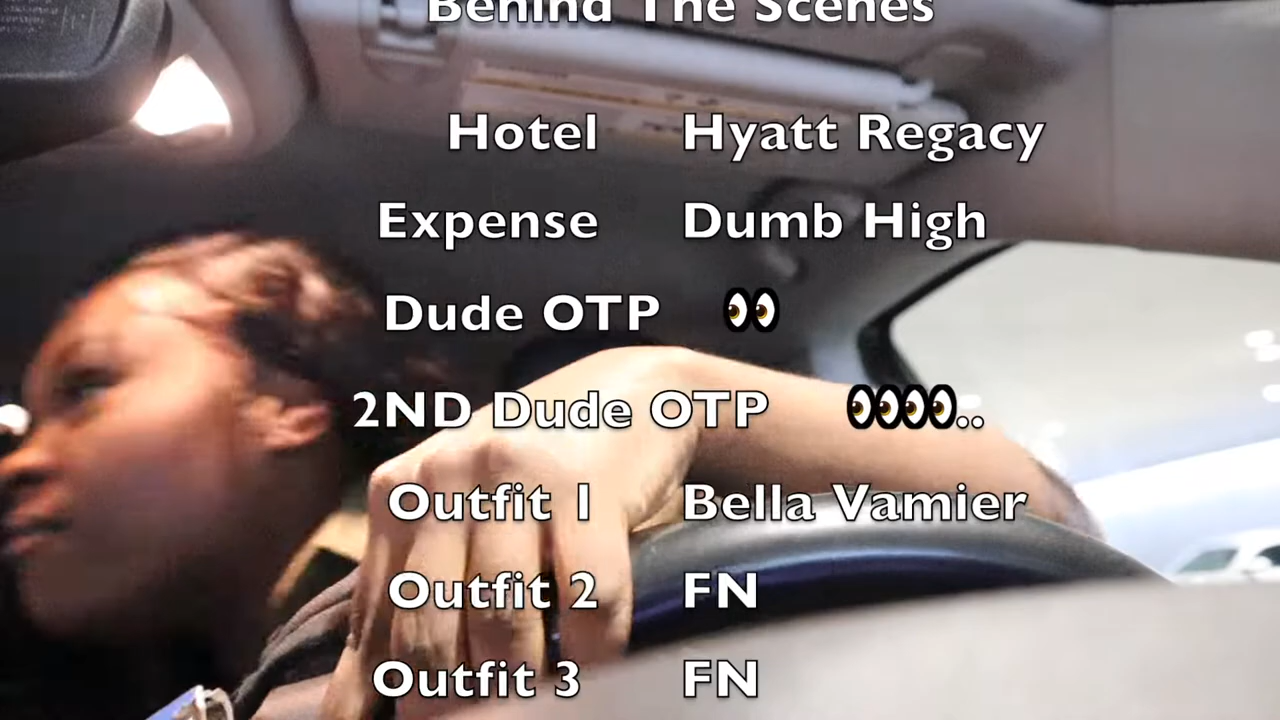 Behind The Scenes
Hotel Hyatt Regacy
Expense Dumb High
Dude OTP 👀
2ND Dude OTP 👀👀..
Outfit 1 Bella Vamier
Outfit 2 FN
Outfit 3 FN